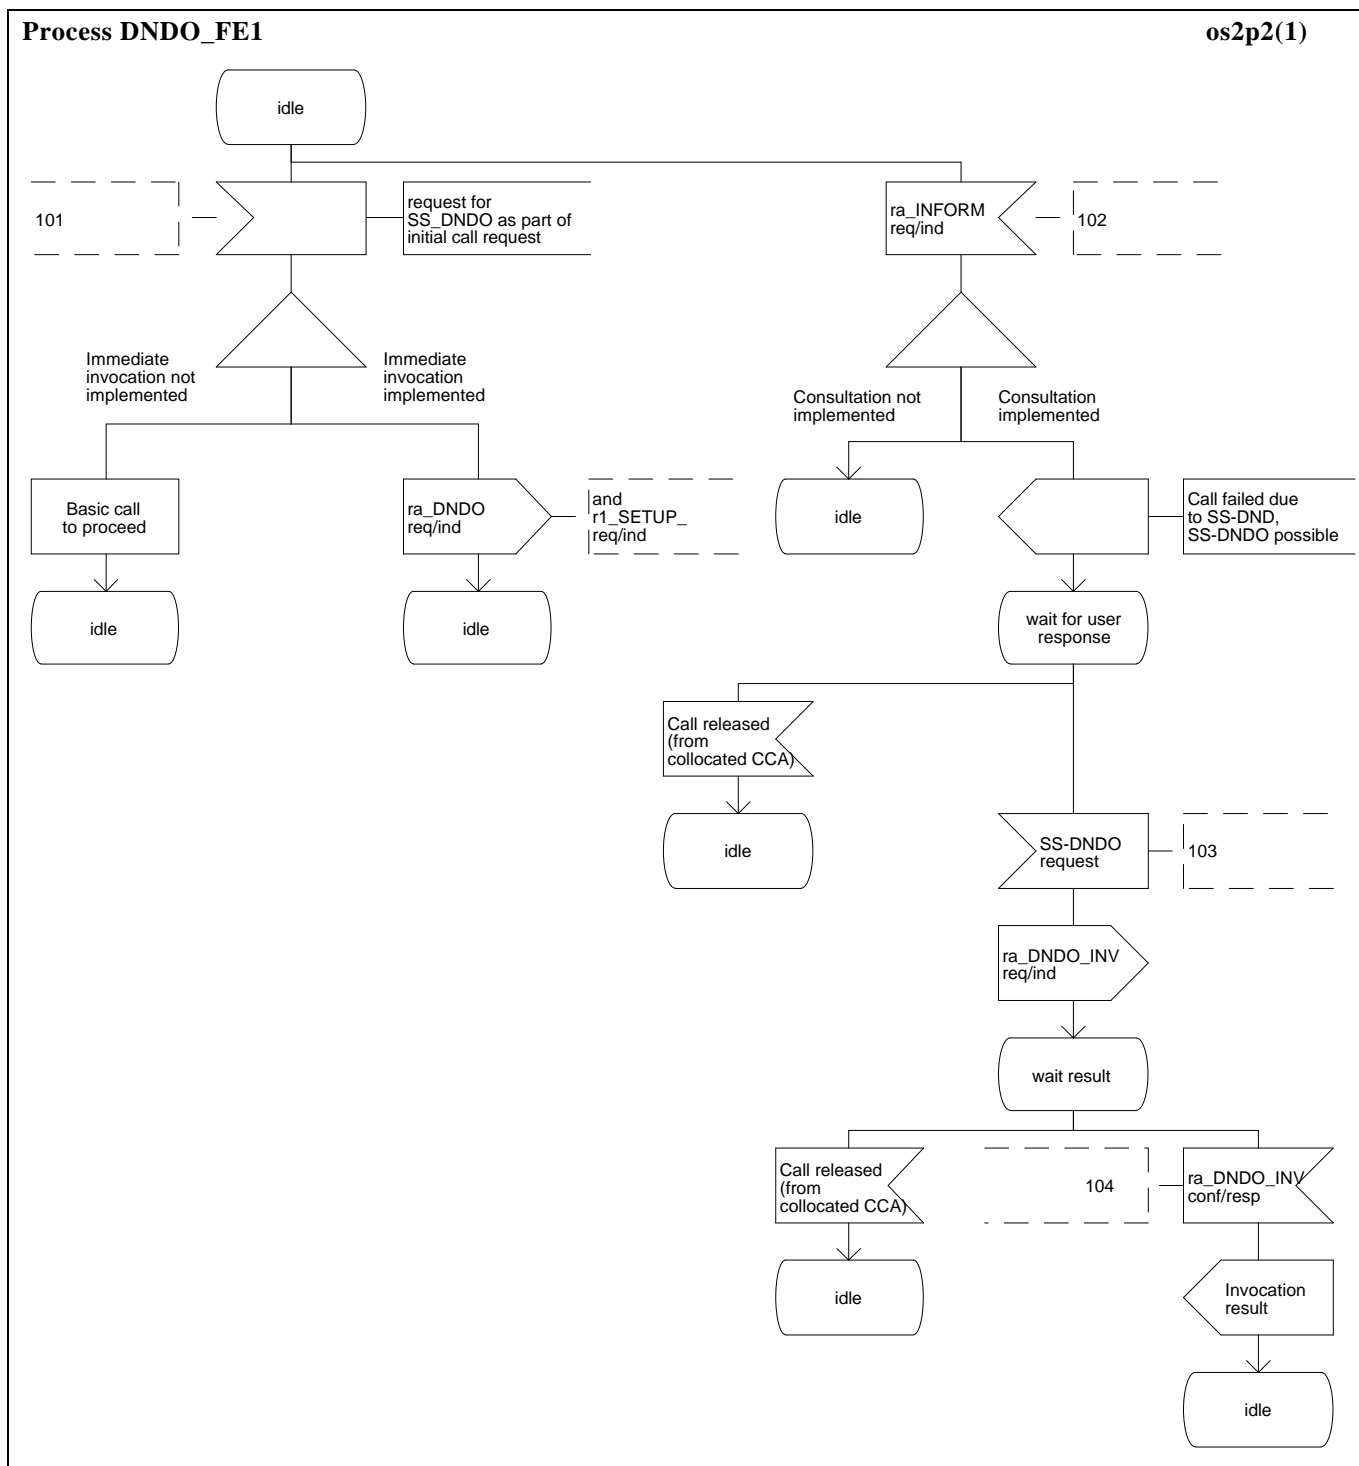 Process DNDO_FE1
os2p2(1)
idle
101
request for
SS_DNDO as part of
initial call request
ra_INFORM
req/ind
102
Immediate
invocation not
implemented
Immediate
invocation
implemented
Consultation not
implemented
Consultation
implemented
Basic call
to proceed
ra_DNDO
req/ind
and
r1_SETUP_
req/ind
idle
Call failed due
to SS-DND,
SS-DNDO possible
idle
idle
wait for user
response
Call released
(from
collocated CCA)
idle
SS-DNDO
request
103
ra_DNDO_INV
req/ind
wait result
Call released
(from
collocated CCA)
104
ra_DNDO_INV
conf/resp
idle
Invocation
result
idle